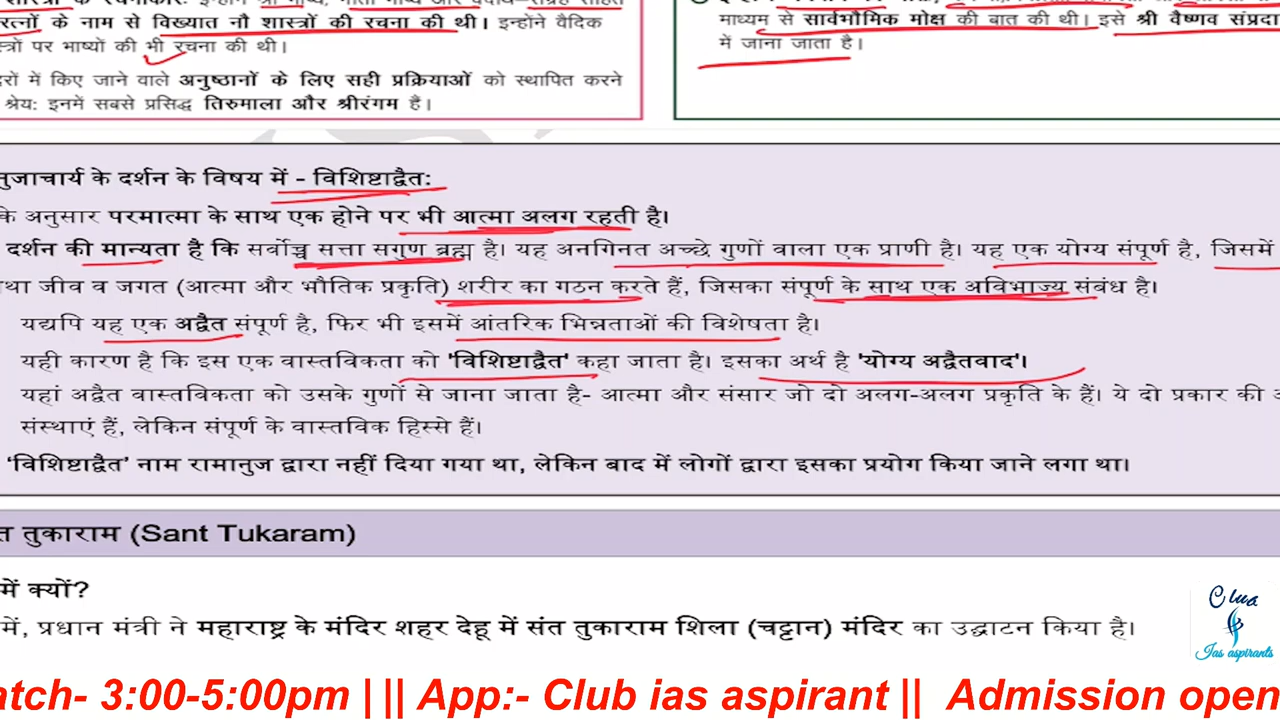 रत्नों के नाम से विख्यात नौ शास्त्रों की रचना की थी। इन्होंने वैदिक
स्त्रों पर भाष्यों की भी रचना की थी।
में किए जाने वाले अनुष्ठानों के लिए सही प्रक्रियाओं को स्थापित करने
श्रेय: इनमें सबसे प्रसिद्ध तिरुमाला और श्रीरंगम हैं।
माध्यम से सार्वभौमिक मोक्ष की बात की थी। इसे श्री वैष्णव संप्रदा
में जाना जाता है।
नुजाचार्य के दर्शन के विषय में - विशिष्टाद्वैत:
के अनुसार परमात्मा के साथ एक होने पर भी आत्मा अलग रहती है।
दर्शन की मान्यता है कि सर्वोच्च सत्ता सगुण ब्रह्म है। यह अनगिनत अच्छे गुणों वाला एक प्राणी है। यह एक योग्य संपूर्ण है, जिसमें
था जीव व जगत (आत्मा और भौतिक प्रकृति) शरीर का गठन करते हैं, जिसका संपूर्ण के साथ एक अविभाज्य संबंध है।
यद्यपि यह एक अद्वैत संपूर्ण है, फिर भी इसमें आंतरिक भिन्नताओं की विशेषता है।
यही कारण है कि इस एक वास्तविकता को 'विशिष्टाद्वैत' कहा जाता है। इसका अर्थ है 'योग्य अद्वैतवाद'।
यहां अद्वैत वास्तविकता को उसके गुणों से जाना जाता है- आत्मा और संसार जो दो अलग-अलग प्रकृति के हैं। ये दो प्रकार की
संस्थाएं हैं, लेकिन संपूर्ण के वास्तविक हिस्से हैं।
'विशिष्टाद्वैत' नाम रामानुज द्वारा नहीं दिया गया था, लेकिन बाद में लोगों द्वारा इसका प्रयोग किया जाने लगा था।
त तुकाराम (Sant Tukaram)
में क्यों?
में, प्रधान मंत्री ने महाराष्ट्र के मंदिर शहर देहू में संत तुकाराम शिला (चट्टान) मंदिर का उद्घाटन किया है।
Club
Ias aspirants
atch- 3:00-5:00pm | || App:- Club ias aspirant || Admission open